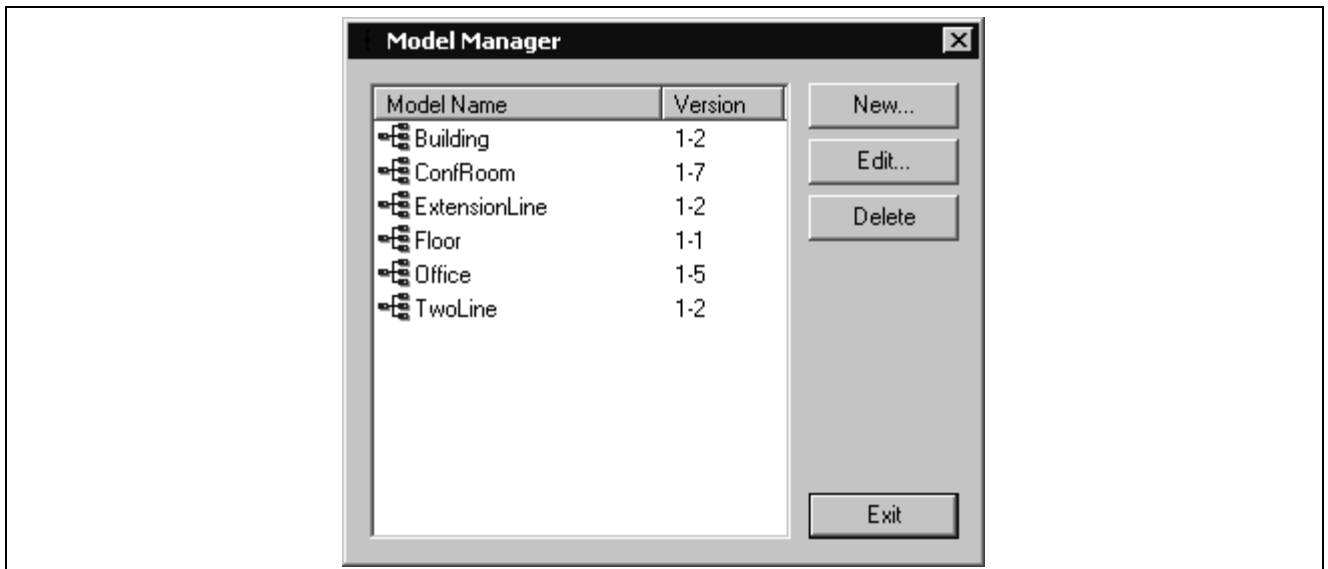 Model Manager
Model Name Version New...
Building 1-2
Edit...
ConfRoom 1-7
ExtensionLine 1-2
Delete
Floor 1-1
Office 1-5
TwoLine 1-2
Exit